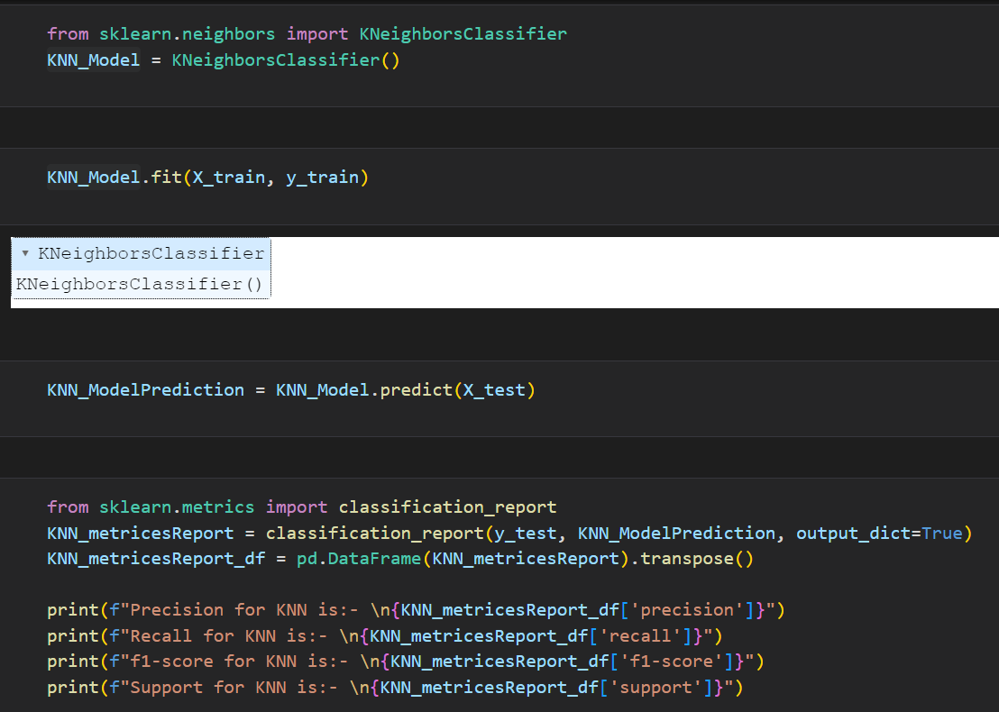 from sklearn.neighbors import KNeighborsClassifier
KNN_Model = KNeighborsClassifier()
KNN_Model.fit(X_train, y_train)
▾ KNeighborsClassifier
KNeighborsClassifier()
KNN_ModelPrediction = KNN_Model.predict(X_test)
from sklearn.metrics import classification_report
KNN_metricesReport = classification_report(y_test, KNN_ModelPrediction, output_dict=True)
KNN_metricesReport_df = pd.DataFrame(KNN_metricesReport).transpose()
print(f"Precision for KNN is:- \n{KNN_metricesReport_df['precision']}")
print(f"Recall for KNN is:- \n{KNN_metricesReport_df['recall']}")
print(f"f1-score for KNN is:- \n{KNN_metricesReport_df['f1-score']}")
print(f"Support for KNN is:- \n{KNN_metricesReport_df['support']}")